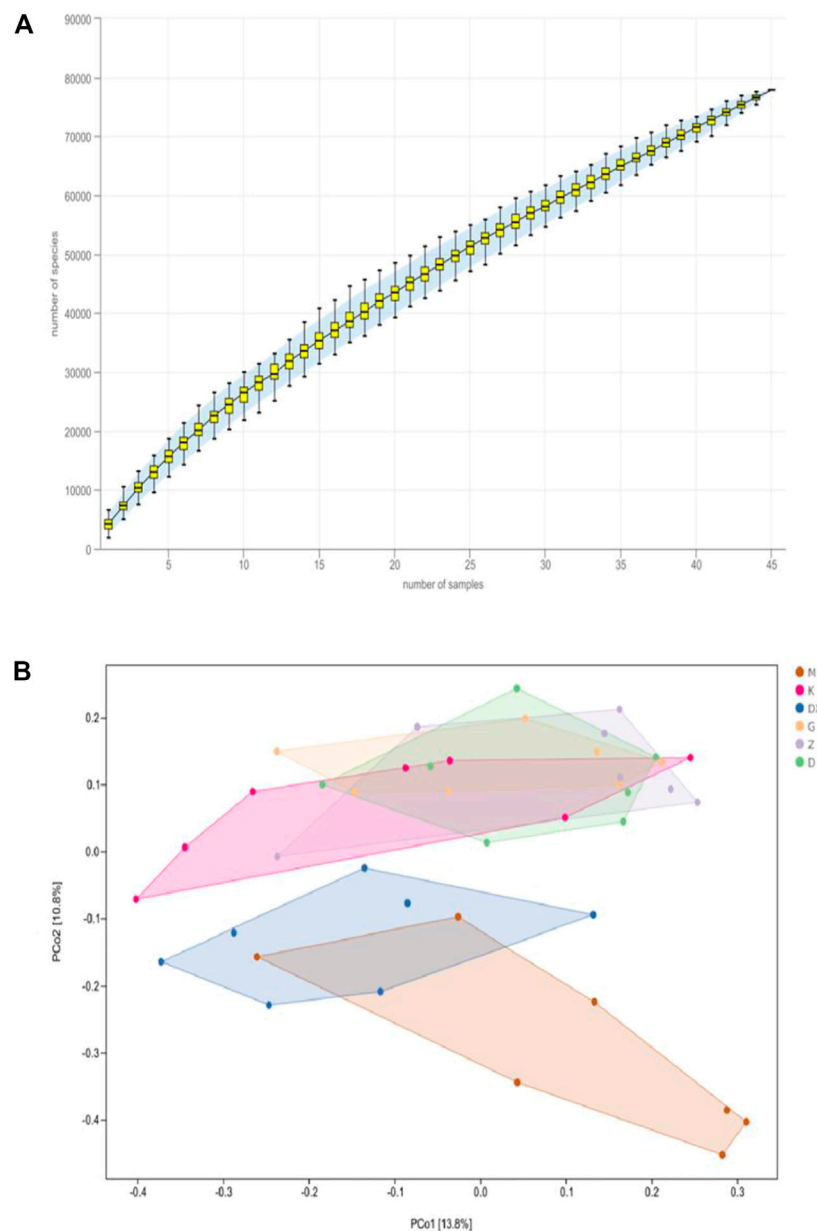 A
90000
80000
70000
60000
50000
40000
30000
20000
10000
0
number of species
5 10 15 20 25 30 35 40 45
number of samples
B
M
K
G
Z
D
0.2
0.1
0.0
-0.1
-0.2
-0.3
-0.4
PCo2 [10.8%]
-0.4 -0.3 -0.2 -0.1 0.0 0.1 0.2 0.3
PCo1 [13.8%]